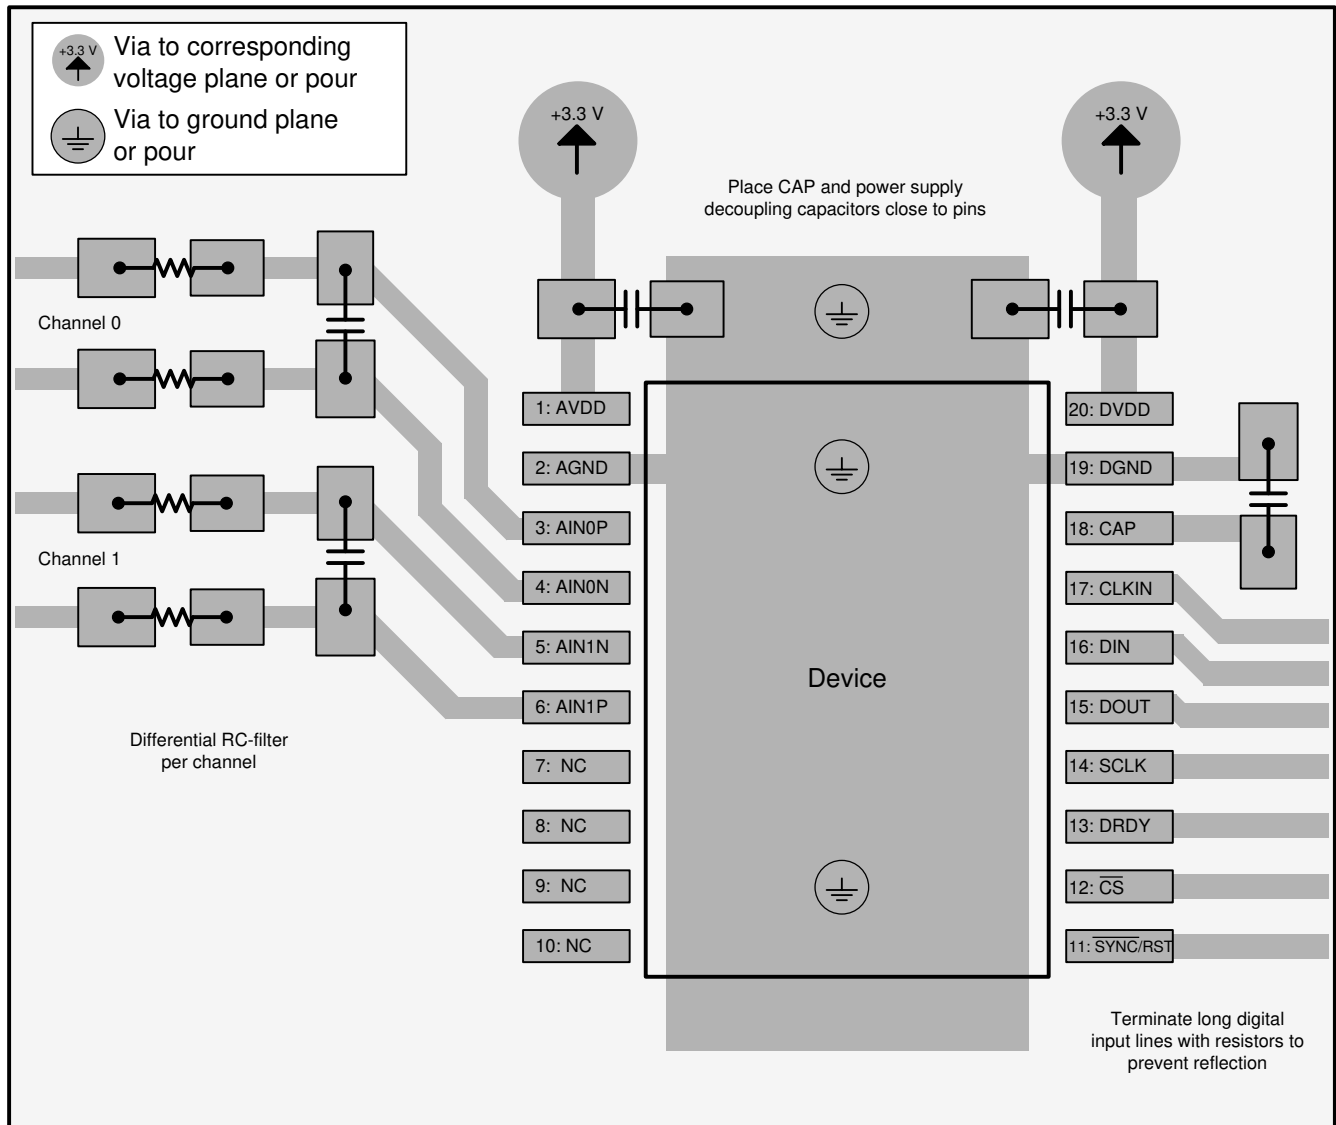 +3.3 V
Via to corresponding
voltage plane or pour
Via to ground plane
or pour
+3.3 V
+3.3 V
Place CAP and power supply
decoupling capacitors close to pins
Channel 0
Channel 1
Differential RC-filter
per channel
1: AVDD
2: AGND
3: AIN0P
4: AIN0N
5: AIN1N
6: AIN1P
7: NC
8: NC
9: NC
10: NC
Device
20: DVDD
19: DGND
18: CAP
17: CLKIN
16: DIN
15: DOUT
14: SCLK
13: DRDY
12: C̅S̅
11: S̅Y̅N̅C̅/RST
Terminate long digital
input lines with resistors to
prevent reflection